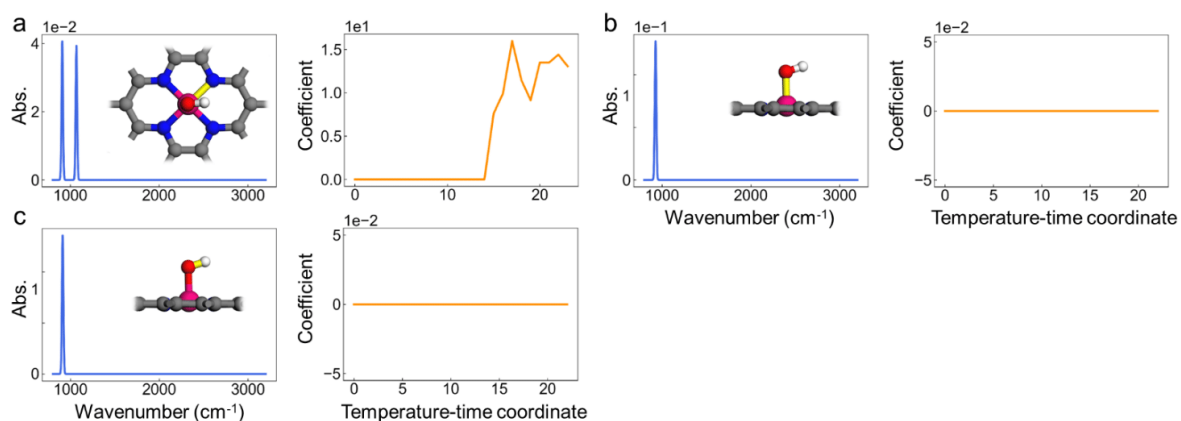 a
1e−2
Abs.
4
2
0
1000
2000
3000
1e1
Coefficient
1.5
1.0
0.5
1.0
0
10
20
b
1e−1
Abs.
1
0
1000
2000
3000
Wavenumber (cm⁻¹)
1e−2
Coefficient
5
0
−5
0
5
10
15
20
Temperature-time coordinate
c
Abs.
1
0
1000
2000
3000
Wavenumber (cm⁻¹)
1e−2
Coefficient
5
0
−5
0
5
10
15
20
Temperature-time coordinate